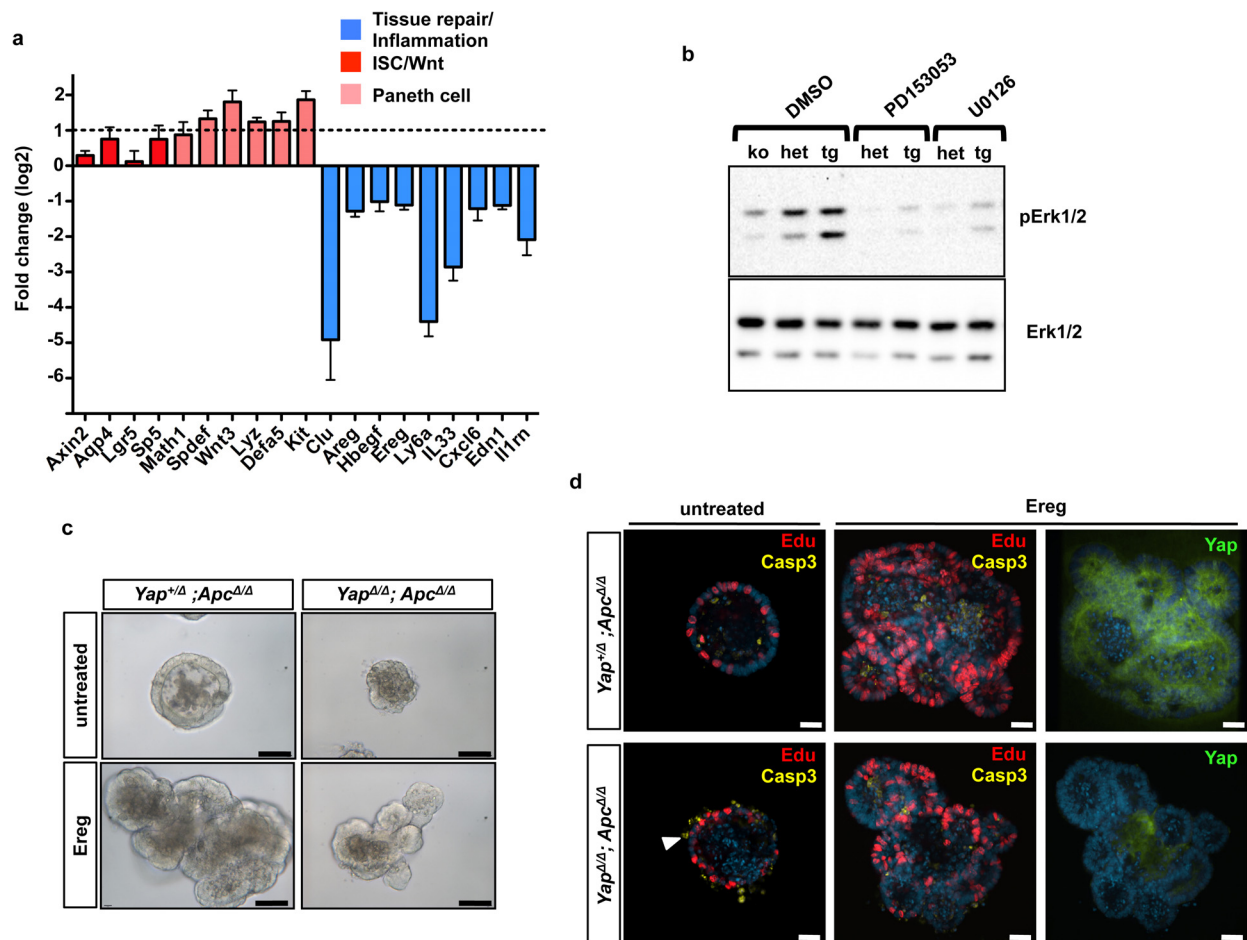 a
Tissue repair/
Inflammation
ISC/Wnt
Paneth cell
Fold change (log2)
2
1
0
-1
-2
-3
-4
-5
-6
Axin2
Aqp4
Lgr5
Sp5
Math1
Spdef
Wnt3
Lyz
Defa5
Kit
Clu
Areg
Hbegf
Ereg
Ly6a
IL33
Cxcl6
Edn1
Il1rn
b
DMSO
PD153053
U0126
ko het tg het tg het tg
pErk1/2
Erk1/2
c
Yap+/Δ ;ApcΔ/Δ
YapΔ/Δ; ApcΔ/Δ
untreated
Ereg
d
untreated
Ereg
Yap+/Δ ;ApcΔ/Δ
Edu
Casp3
Edu
Casp3
Yap
YapΔ/Δ; ApcΔ/Δ
Edu
Casp3
Edu
Casp3
Yap